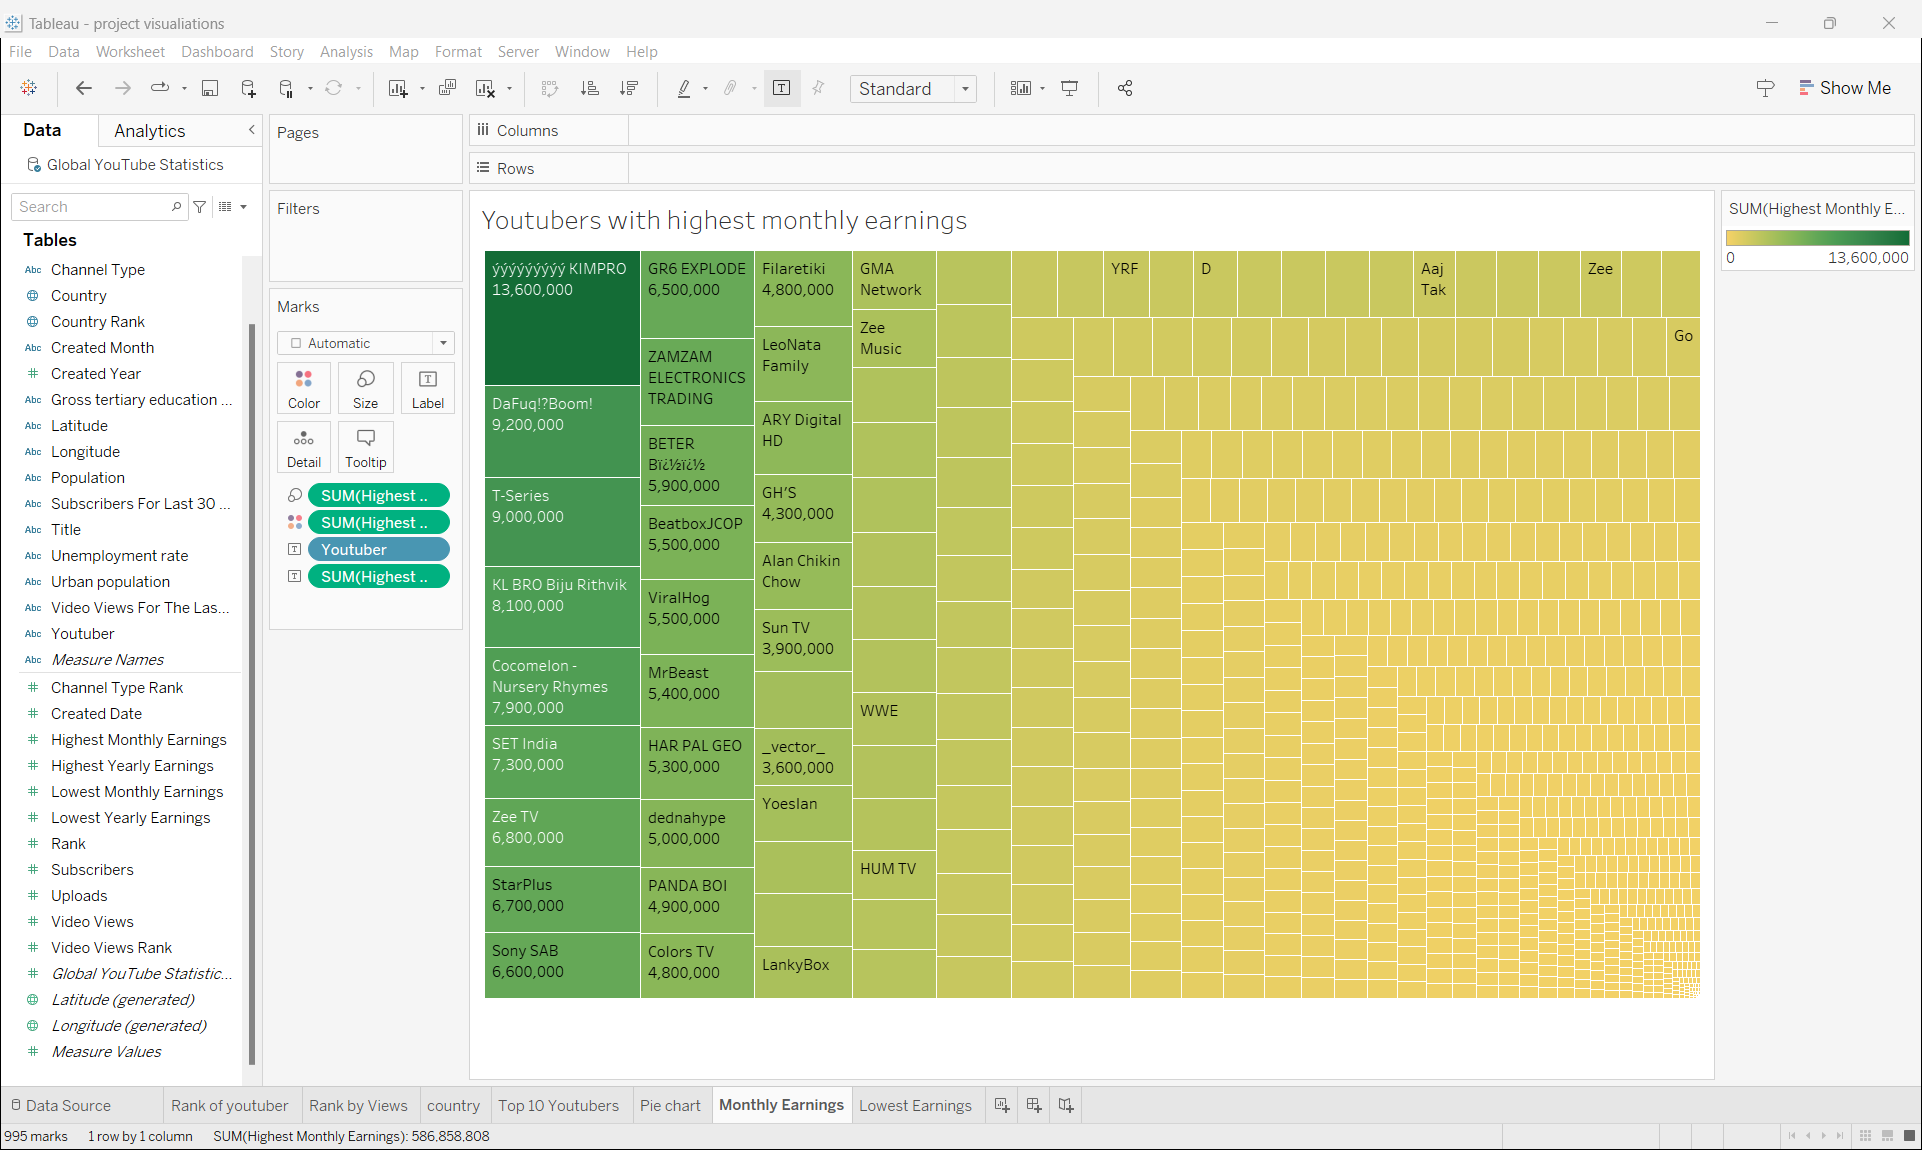 Tableau - project visualiations
File Data Worksheet Dashboard Story Analysis Map Format Server Window Help
Standard
Show Me
Data
Analytics
Global YouTube Statistics
Search
Tables
Abc Channel Type
Country
Country Rank
Abc Created Month
# Created Year
Abc Gross tertiary education ...
Abc Latitude
Abc Longitude
Abc Population
Abc Subscribers For Last 30 ...
Abc Title
Abc Unemployment rate
Abc Urban population
Abc Video Views For The Las...
Abc Youtuber
Abc Measure Names
# Channel Type Rank
# Created Date
# Highest Monthly Earnings
# Highest Yearly Earnings
# Lowest Monthly Earnings
# Lowest Yearly Earnings
# Rank
# Subscribers
# Uploads
# Video Views
# Video Views Rank
# Global YouTube Statistic...
Latitude (generated)
Longitude (generated)
# Measure Values
Pages
Filters
Marks
Automatic
Color
Size
T
Label
Detail
Tooltip
SUM(Highest ..
SUM(Highest ..
T Youtuber
T SUM(Highest ..
Columns
Rows
Youtubers with highest monthly earnings
ýýýýýýýýý KIMPRO
13,600,000
DaFuq!?Boom!
9,200,000
T-Series
9,000,000
KL BRO Biju Rithvik
8,100,000
Cocomelon -
Nursery Rhymes
7,900,000
SET India
7,300,000
Zee TV
6,800,000
StarPlus
6,700,000
Sony SAB
6,600,000
GR6 EXPLODE
6,500,000
ZAMZAM
ELECTRONICS
TRADING
BETER
Bï¿½ï¿½
5,900,000
BeatboxJCOP
5,500,000
ViralHog
5,500,000
MrBeast
5,400,000
HAR PAL GEO
5,300,000
dednahype
5,000,000
PANDA BOI
4,900,000
Colors TV
4,800,000
Filaretiki
4,800,000
LeoNata
Family
ARY Digital
HD
GH'S
4,300,000
Alan Chikin
Chow
Sun TV
3,900,000
_vector_
3,600,000
Yoeslan
LankyBox
GMA
Network
Zee
Music
WWE
HUM TV
YRF
D
Aaj
Tak
Zee
Go
SUM(Highest Monthly E...
0 13,600,000
Data Source
Rank of youtuber
Rank by Views
country
Top 10 Youtubers
Pie chart
Monthly Earnings
Lowest Earnings
995 marks 1 row by 1 column SUM(Highest Monthly Earnings): 586,858,808